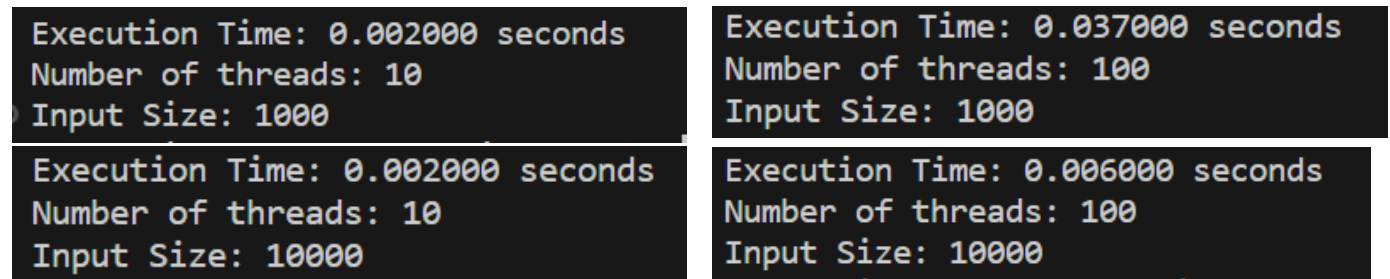 Execution Time: 0.002000 seconds
Number of threads: 10
Input Size: 1000
Execution Time: 0.037000 seconds
Number of threads: 100
Input Size: 1000
Execution Time: 0.002000 seconds
Number of threads: 10
Input Size: 10000
Execution Time: 0.006000 seconds
Number of threads: 100
Input Size: 10000